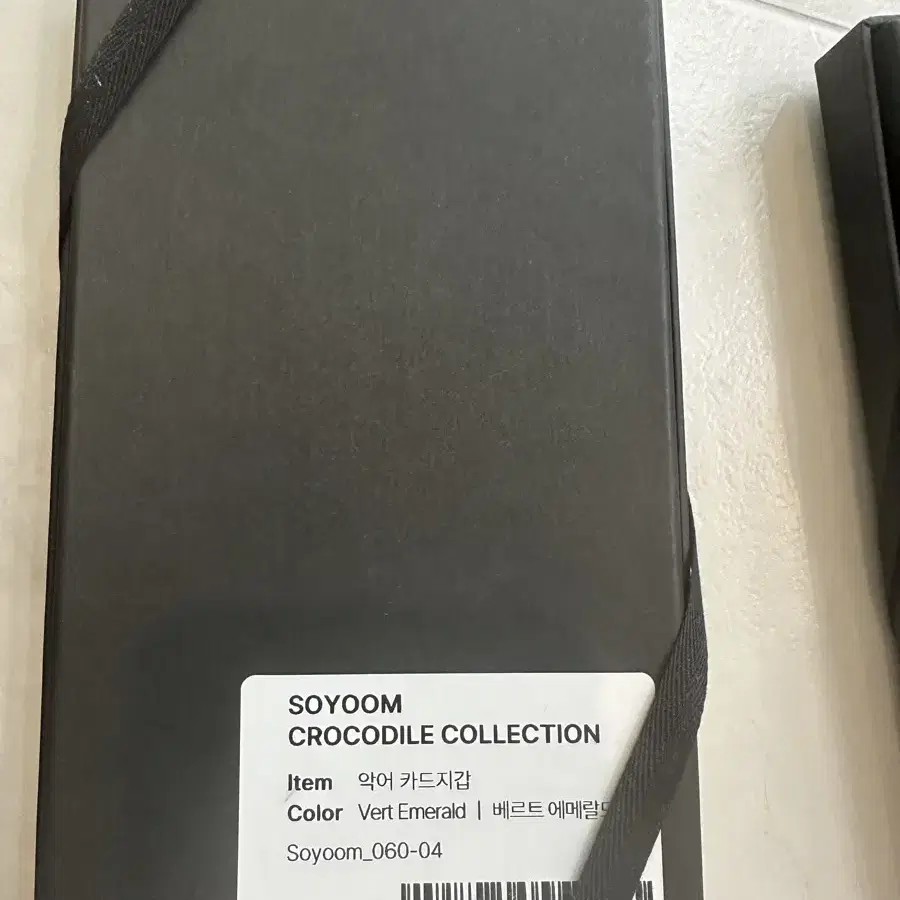 SOYOOM
CROCODILE COLLECTION
Item 악어 카드지갑
Color Vert Emerald | 베르트 에메랄드
Soyoom_060-04